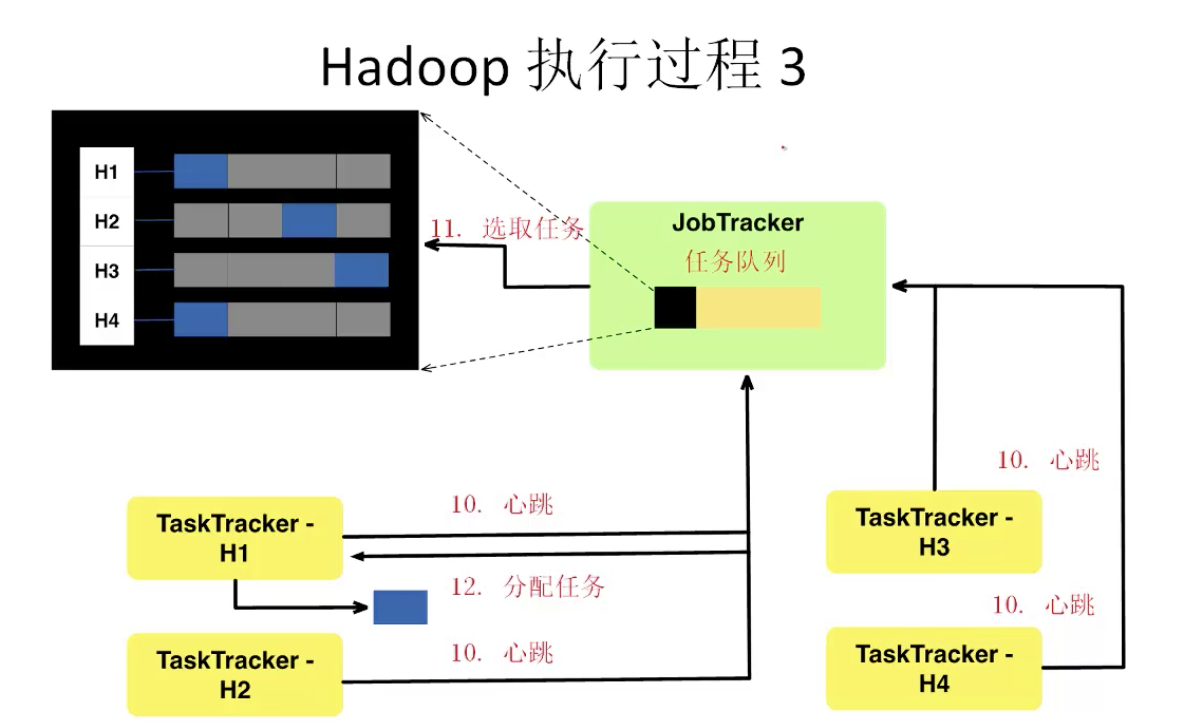 Hadoop 执行过程 3
H1
H2
H3
H4
11. 选取任务
JobTracker
任务队列
10. 心跳
TaskTracker -
H1
10. 心跳
12. 分配任务
TaskTracker -
H3
10. 心跳
10. 心跳
TaskTracker -
H2
TaskTracker -
H4